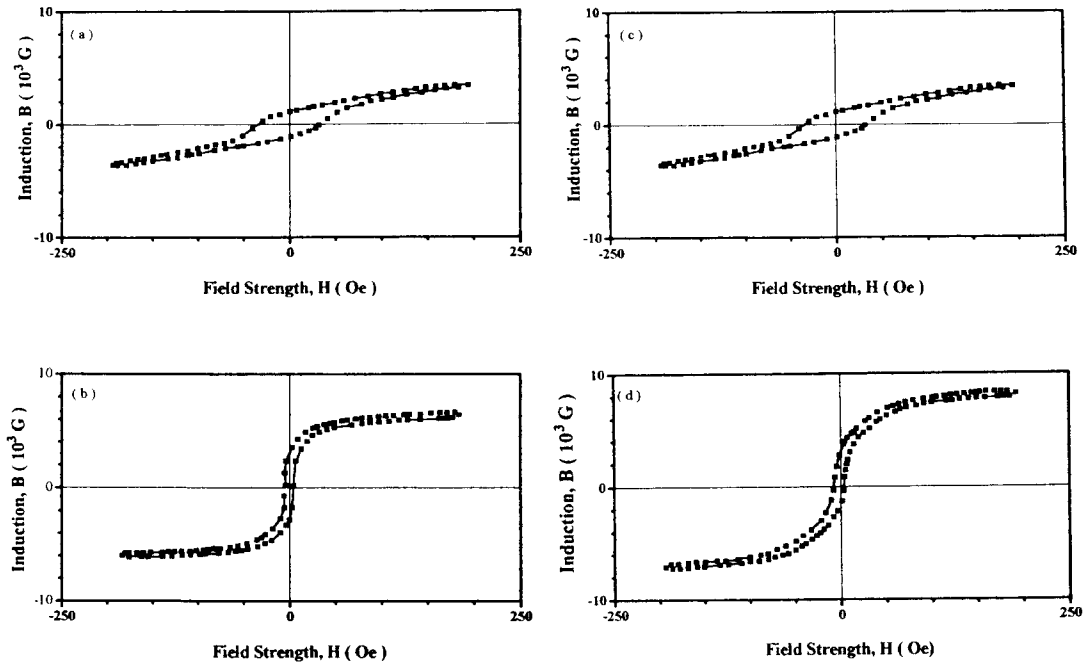 10
( a )
Induction, B ( 10³ G )
0
-10
-250
0
250
Field Strength, H ( Oe )
10
( c )
Induction, B ( 10³ G )
0
-10
-250
0
250
Field Strength, H ( Oe )
10
( b )
Induction, B ( 10³ G )
0
-10
-250
0
250
Field Strength, H ( Oe )
10
( d )
Induction, B ( 10³ G )
0
-10
-250
0
250
Field Strength, H ( Oe)